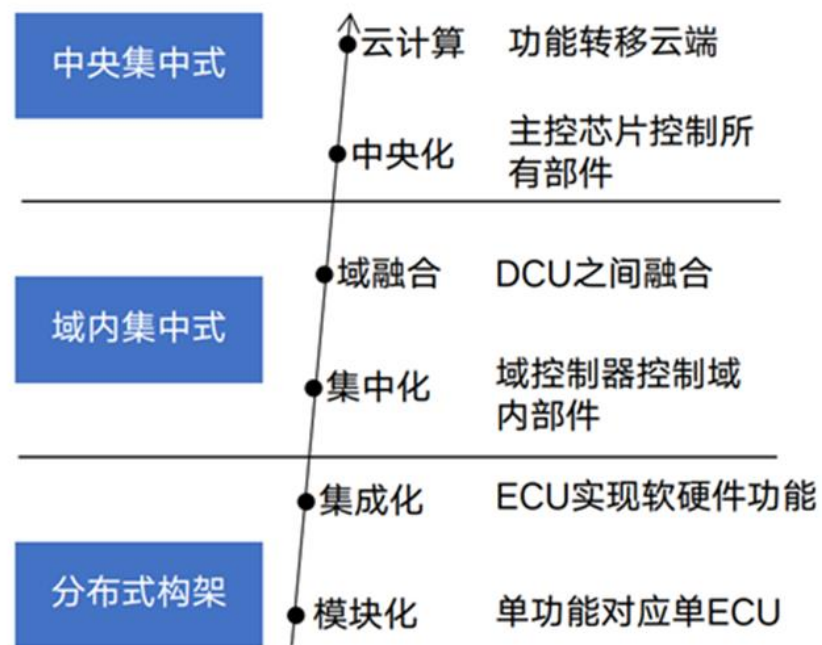 中央集中式
云计算 功能转移云端
中央化 主控芯片控制所
有部件
域内集中式
域融合 DCU之间融合
集中化 域控制器控制域
内部件
分布式构架
集成化 ECU实现软硬件功能
模块化 单功能对应单ECU